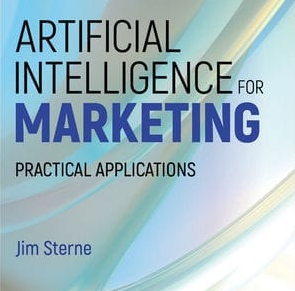 ARTIFICIAL
INTELLIGENCE FOR
MARKETING
PRACTICAL APPLICATIONS
Jim Sterne